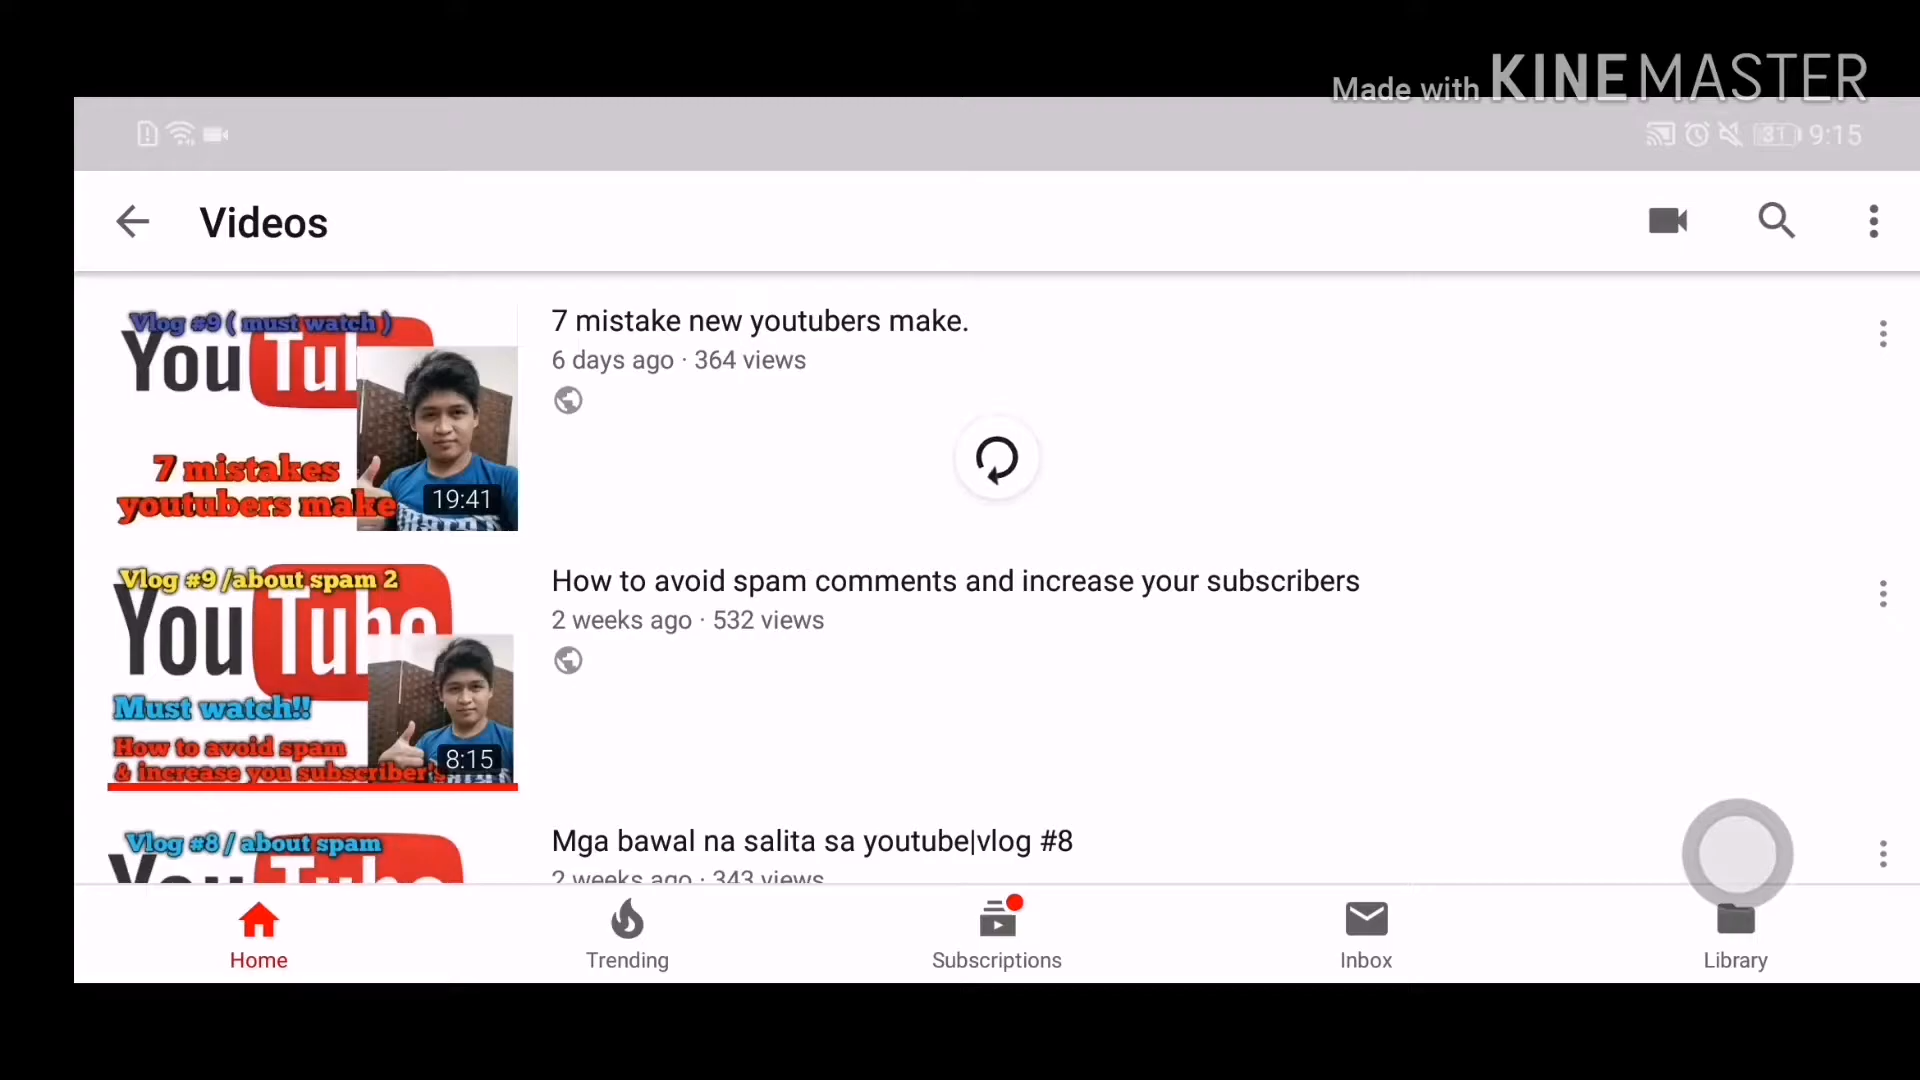 Made with KINEMASTER
31 9:15
Videos
Vlog #9 ( must watch )
YouTu
7 mistakes
youtubers make
19:41
7 mistake new youtubers make.
6 days ago · 364 views
Vlog #9 /about spam 2
YouTube
Must watch!!
How to avoid spam
& increase you subscriber's
8:15
How to avoid spam comments and increase your subscribers
2 weeks ago · 532 views
Vlog #8 / about spam
YouTube
Mga bawal na salita sa youtube|vlog #8
2 weeks ago · 343 views
Home
Trending
Subscriptions
Inbox
Library